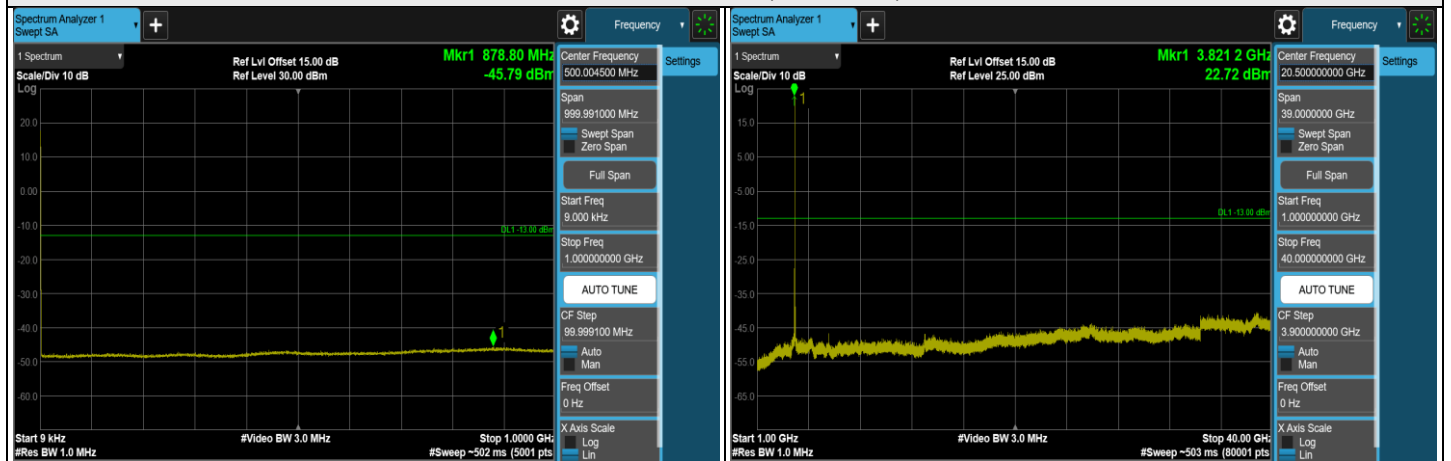 Spectrum Analyzer 1
Swept SA
+
Frequency
1 Spectrum
Scale/Div 10 dB
Log
Ref Lvl Offset 15.00 dB
Ref Level 30.00 dBm
Mkr1 878.80 MHz
-45.79 dBm
1
20.0
10.0
0.00
-10.0
-20.0
-30.0
-40.0
-50.0
-60.0
DL1 -13.00 dBm
Start 9 kHz
#Res BW 1.0 MHz
#Video BW 3.0 MHz
Stop 1.0000 GHz
#Sweep ~502 ms (5001 pts
Center Frequency
500.004500 MHz
Settings
Span
999.991000 MHz
Swept Span
Zero Span
Full Span
Start Freq
9.000 kHz
Stop Freq
1.000000000 GHz
AUTO TUNE
CF Step
99.999100 MHz
Auto
Man
Freq Offset
0 Hz
X Axis Scale
Log
Lin
Spectrum Analyzer 1
Swept SA
+
Frequency
1 Spectrum
Scale/Div 10 dB
Log
Ref Lvl Offset 15.00 dB
Ref Level 25.00 dBm
Mkr1 3.821 2 GHz
22.72 dBm
1
15.0
5.00
-5.00
-15.0
-25.0
-35.0
-45.0
-55.0
-65.0
DL1 -13.00 dBm
Start 1.00 GHz
#Res BW 1.0 MHz
#Video BW 3.0 MHz
Stop 40.00 GHz
#Sweep ~503 ms (80001 pts
Center Frequency
20.500000000 GHz
Settings
Span
39.0000000 GHz
Swept Span
Zero Span
Full Span
Start Freq
1.000000000 GHz
Stop Freq
40.000000000 GHz
AUTO TUNE
CF Step
3.900000000 GHz
Auto
Man
Freq Offset
0 Hz
X Axis Scale
Log
Lin